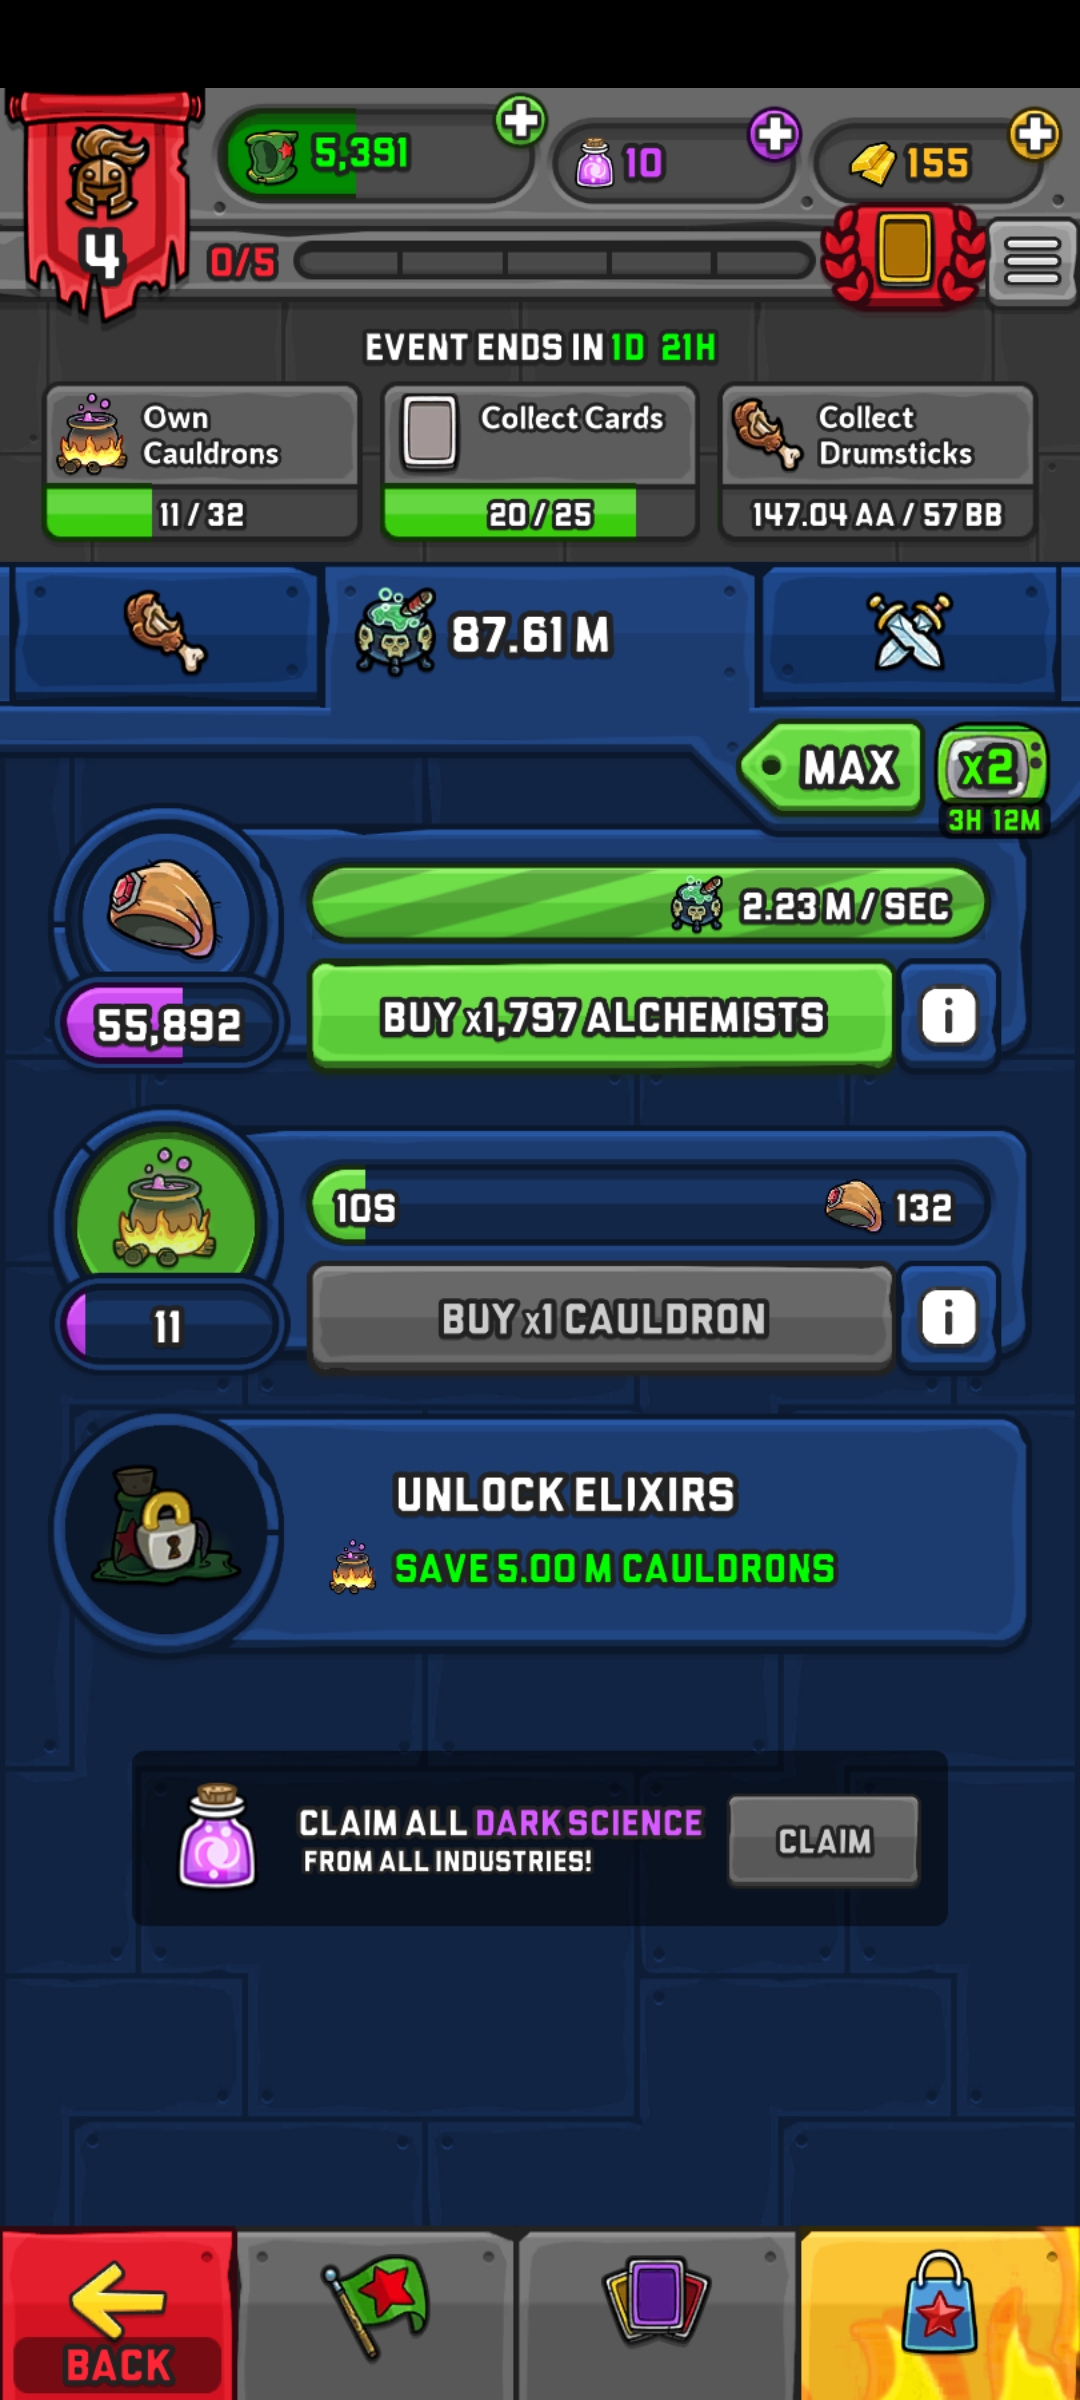 5,391
10
155
4
0/5
EVENT ENDS IN 1D 21H
Own
Cauldrons
11 / 32
Collect Cards
20 / 25
Collect
Drumsticks
147.04 AA / 57 BB
87.61 M
MAX
x2
3H 12M
2.23 M / SEC
55,892
BUY x1,797 ALCHEMISTS
i
10S
132
11
BUY x1 CAULDRON
i
UNLOCK ELIXIRS
SAVE 5.00 M CAULDRONS
CLAIM ALL DARK SCIENCE
FROM ALL INDUSTRIES!
CLAIM
BACK